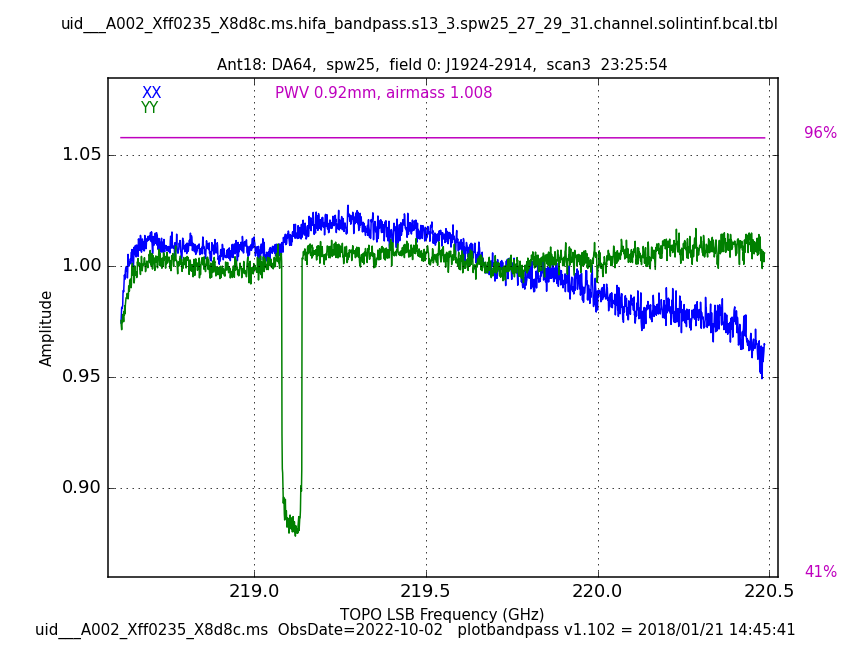 uid___A002_Xff0235_X8d8c.ms.hifa_bandpass.s13_3.spw25_27_29_31.channel.solintinf.bcal.tbl
Ant18: DA64,  spw25,  field 0: J1924-2914,  scan3  23:25:54
XX
PWV 0.92mm, airmass 1.008
YY
96%
1.05
1.00
0.95
0.90
Amplitude
41%
219.0
219.5
220.0
220.5
TOPO LSB Frequency (GHz)
uid___A002_Xff0235_X8d8c.ms  ObsDate=2022-10-02   plotbandpass v1.102 = 2018/01/21 14:45:41